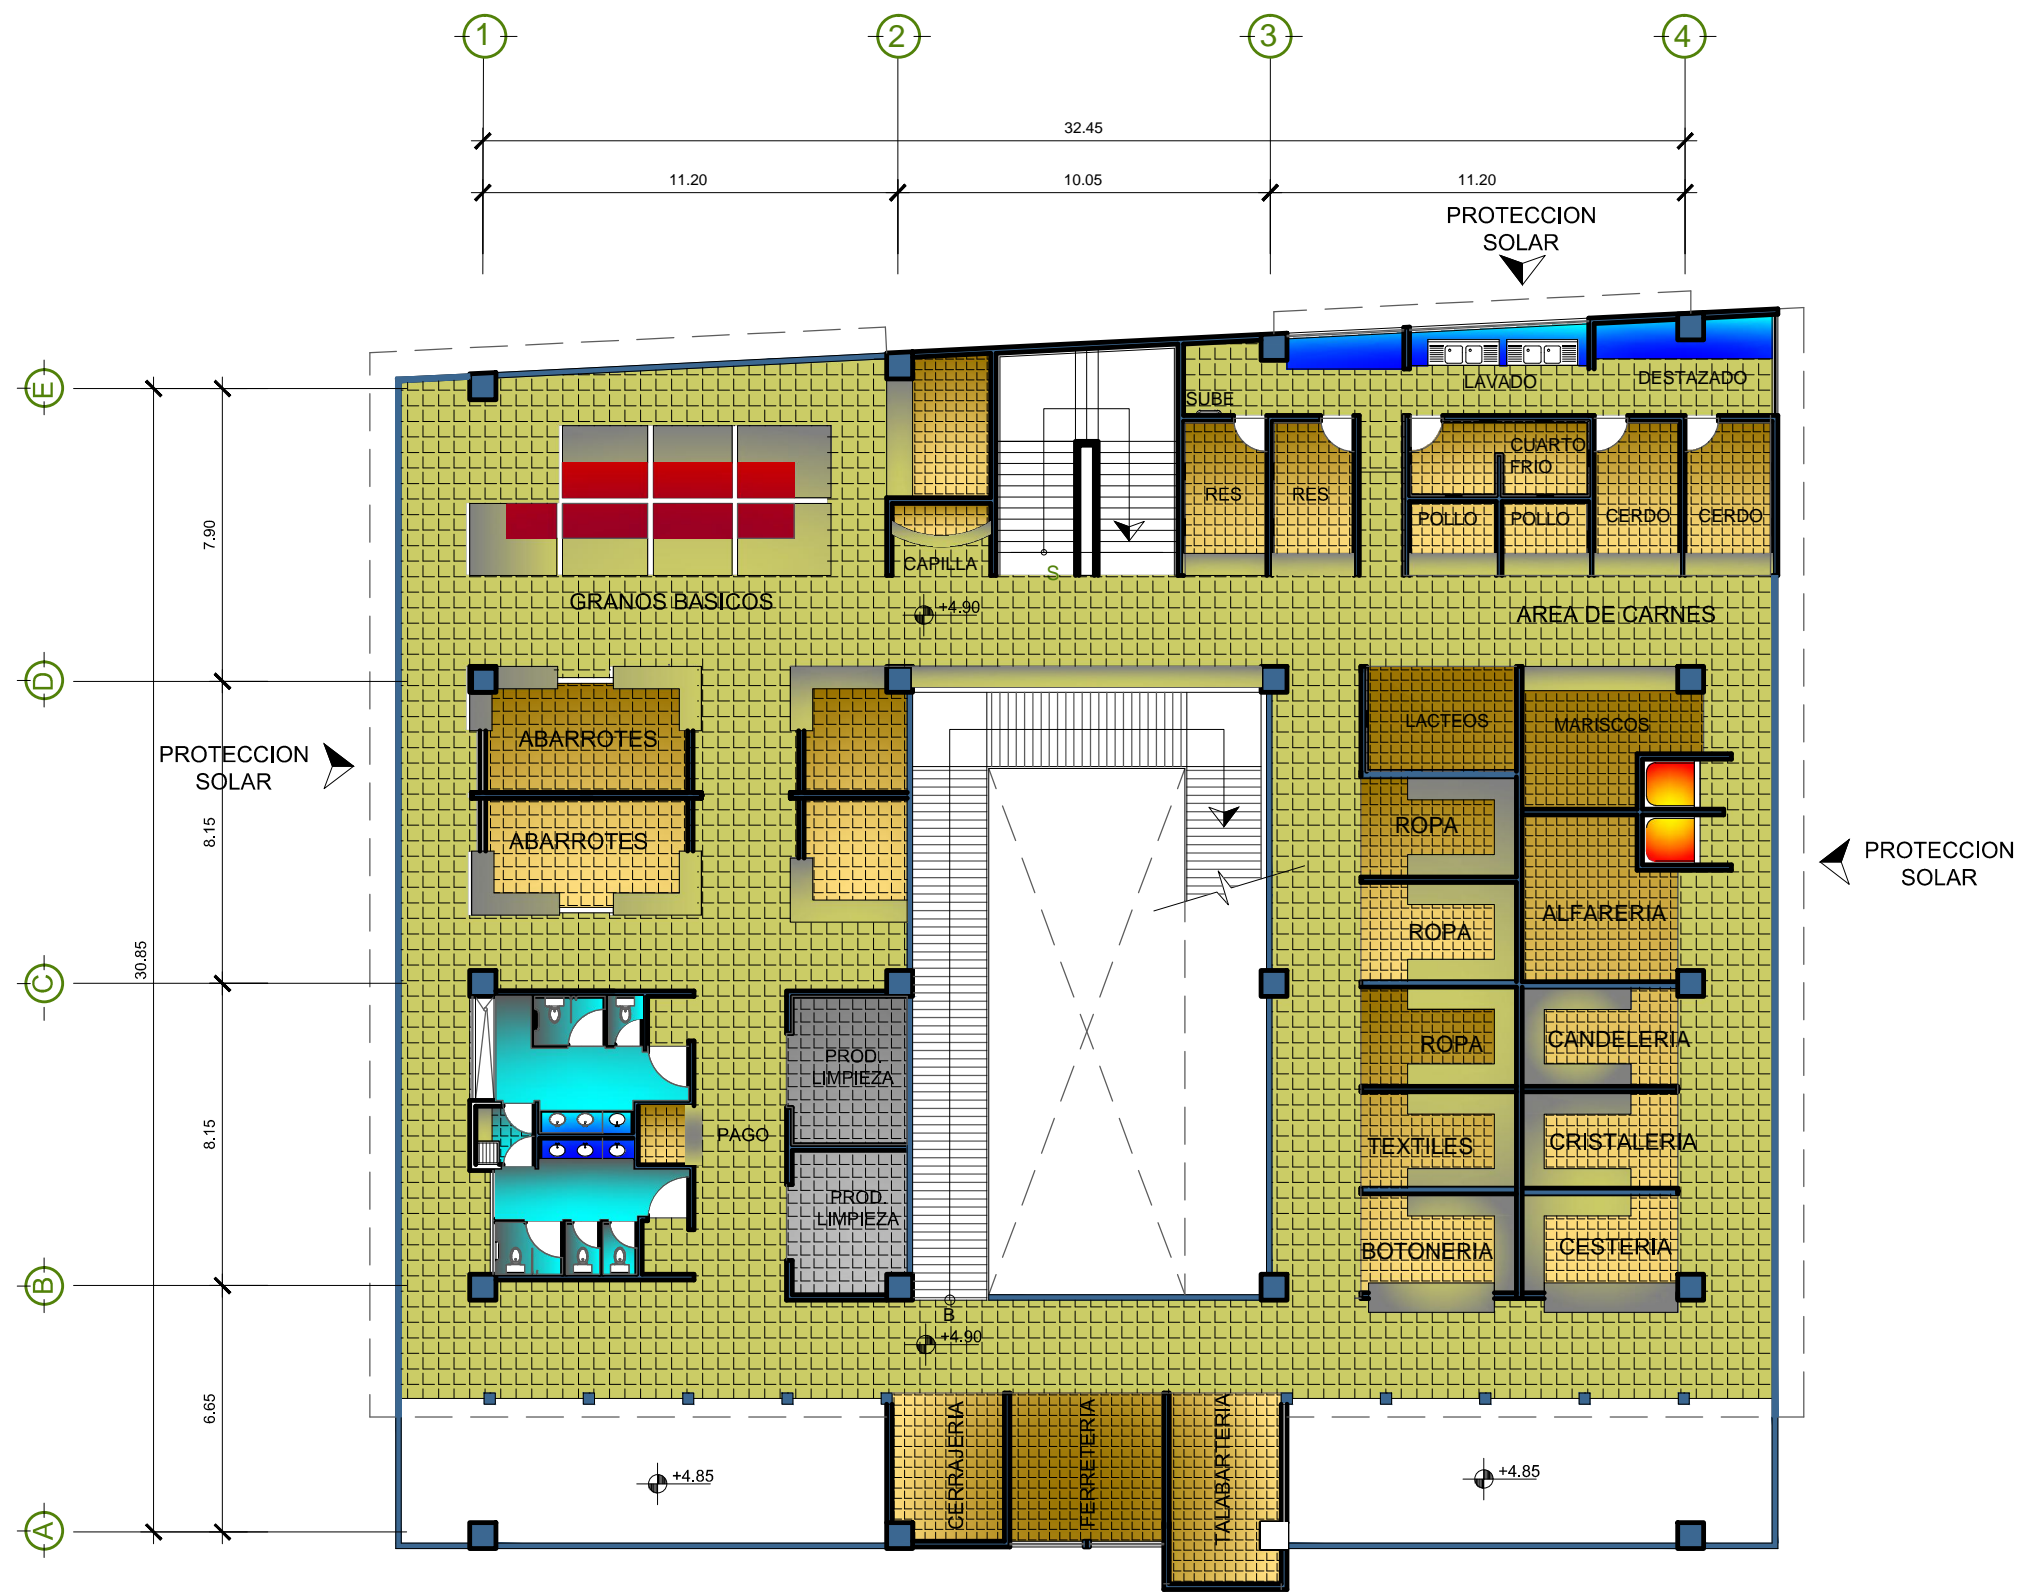 1
2
3
4
32.45
11.20
10.05
11.20
PROTECCION
SOLAR
E
LAVADO
DESTAZADO
SUBE
CUARTO
FRIO
RES
RES
POLLO
POLLO
CERDO
CERDO
7.90
CAPILLA
S
GRANOS BASICOS
+4.90
AREA DE CARNES
D
ABARROTES
LACTEOS
MARISCOS
PROTECCION
SOLAR
8.15
ABARROTES
ROPA
PROTECCION
SOLAR
ALFARERIA
ROPA
30.85
C
CANDELERIA
ROPA
PROD.
LIMPIEZA
8.15
PAGO
TEXTILES
CRISTALERIA
PROD.
LIMPIEZA
BOTONERIA
CESTERIA
B
B
+4.90
6.65
CERRAJERIA
FERRETERIA
TALABARTERIA
+4.85
+4.85
A